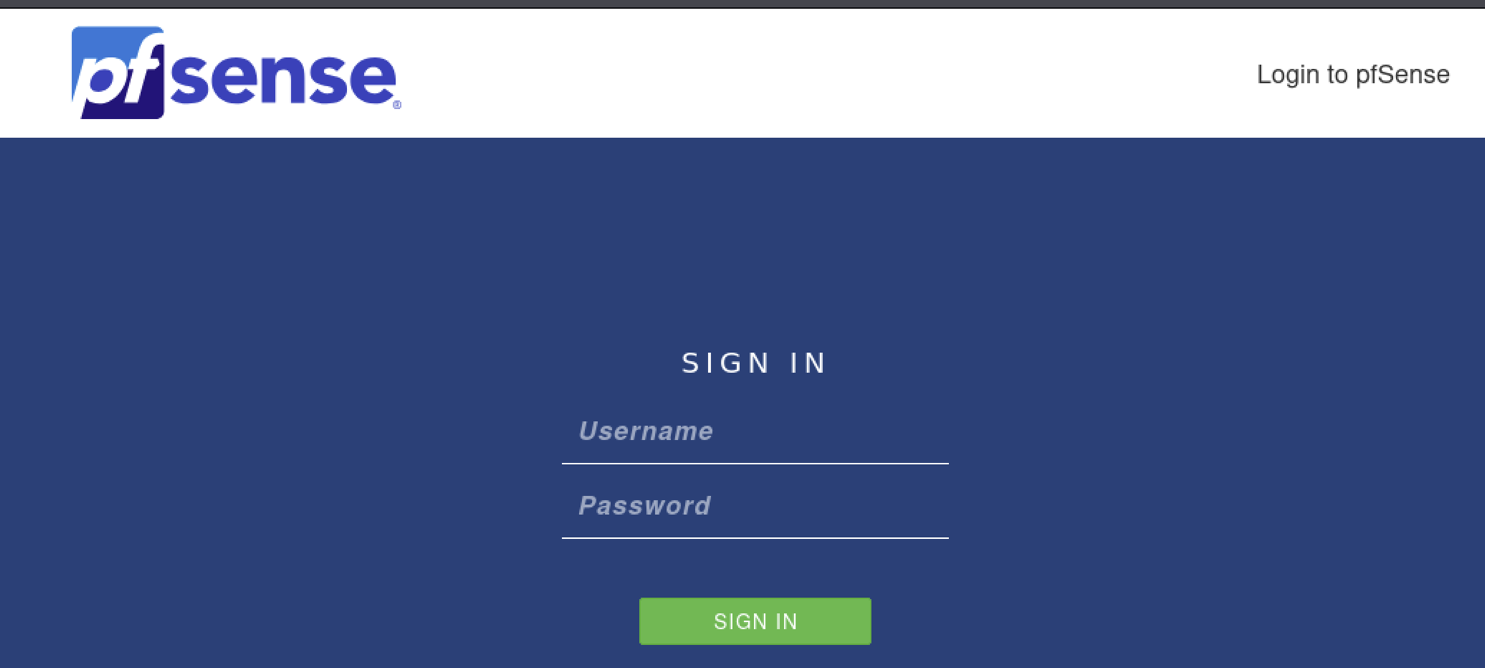 pfsense®
Login to pfSense
SIGN IN
Username
Password
SIGN IN